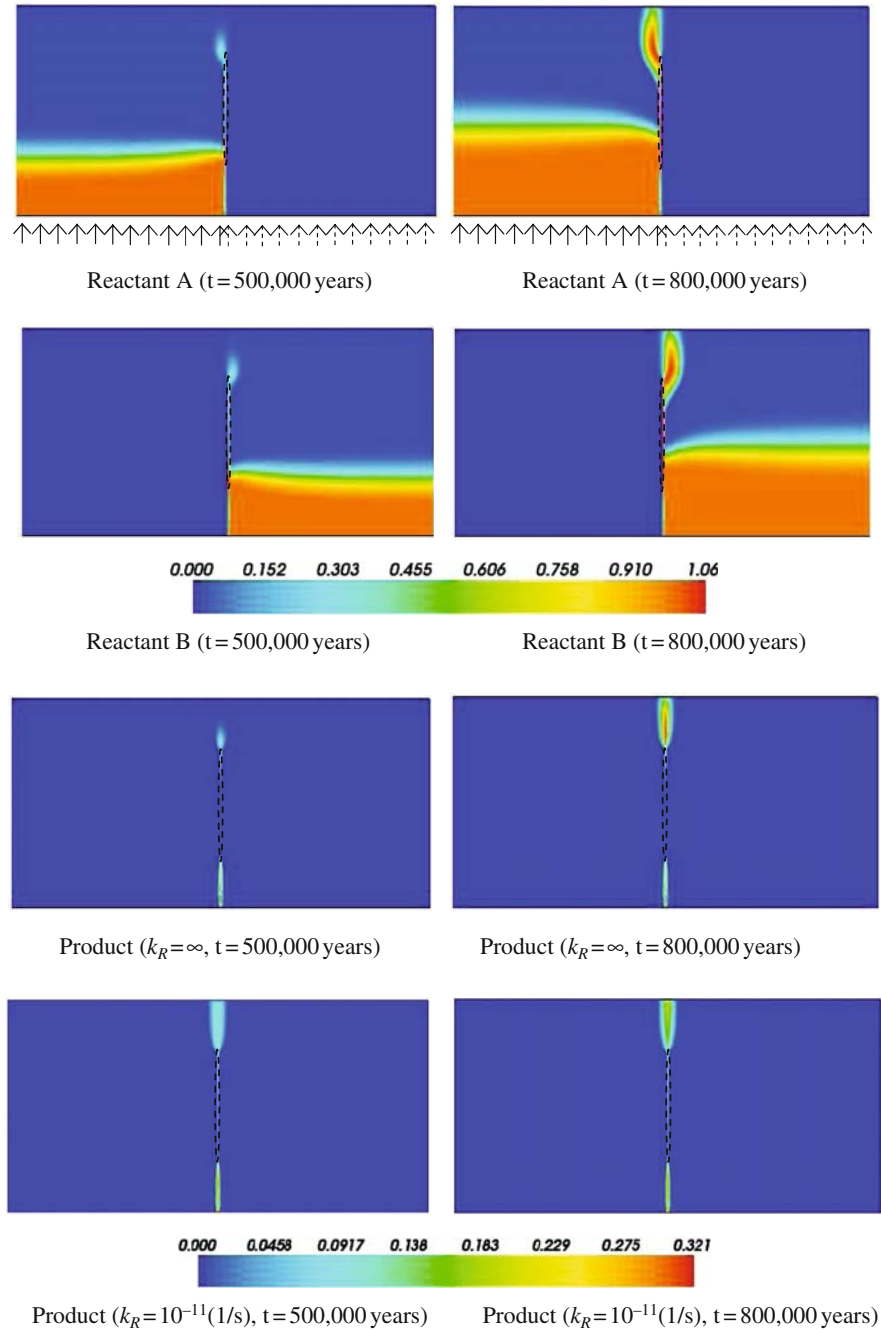 Reactant A (t = 500,000 years)
Reactant A (t = 800,000 years)
0.000 0.152 0.303 0.455 0.606 0.758 0.910 1.06
Reactant B (t = 500,000 years)
Reactant B (t = 800,000 years)
Product (k_R = ∞, t = 500,000 years)
Product (k_R = ∞, t = 800,000 years)
0.000 0.0458 0.0917 0.138 0.183 0.229 0.275 0.321
Product (k_R = 10⁻¹¹(1/s), t = 500,000 years)
Product (k_R = 10⁻¹¹(1/s), t = 800,000 years)